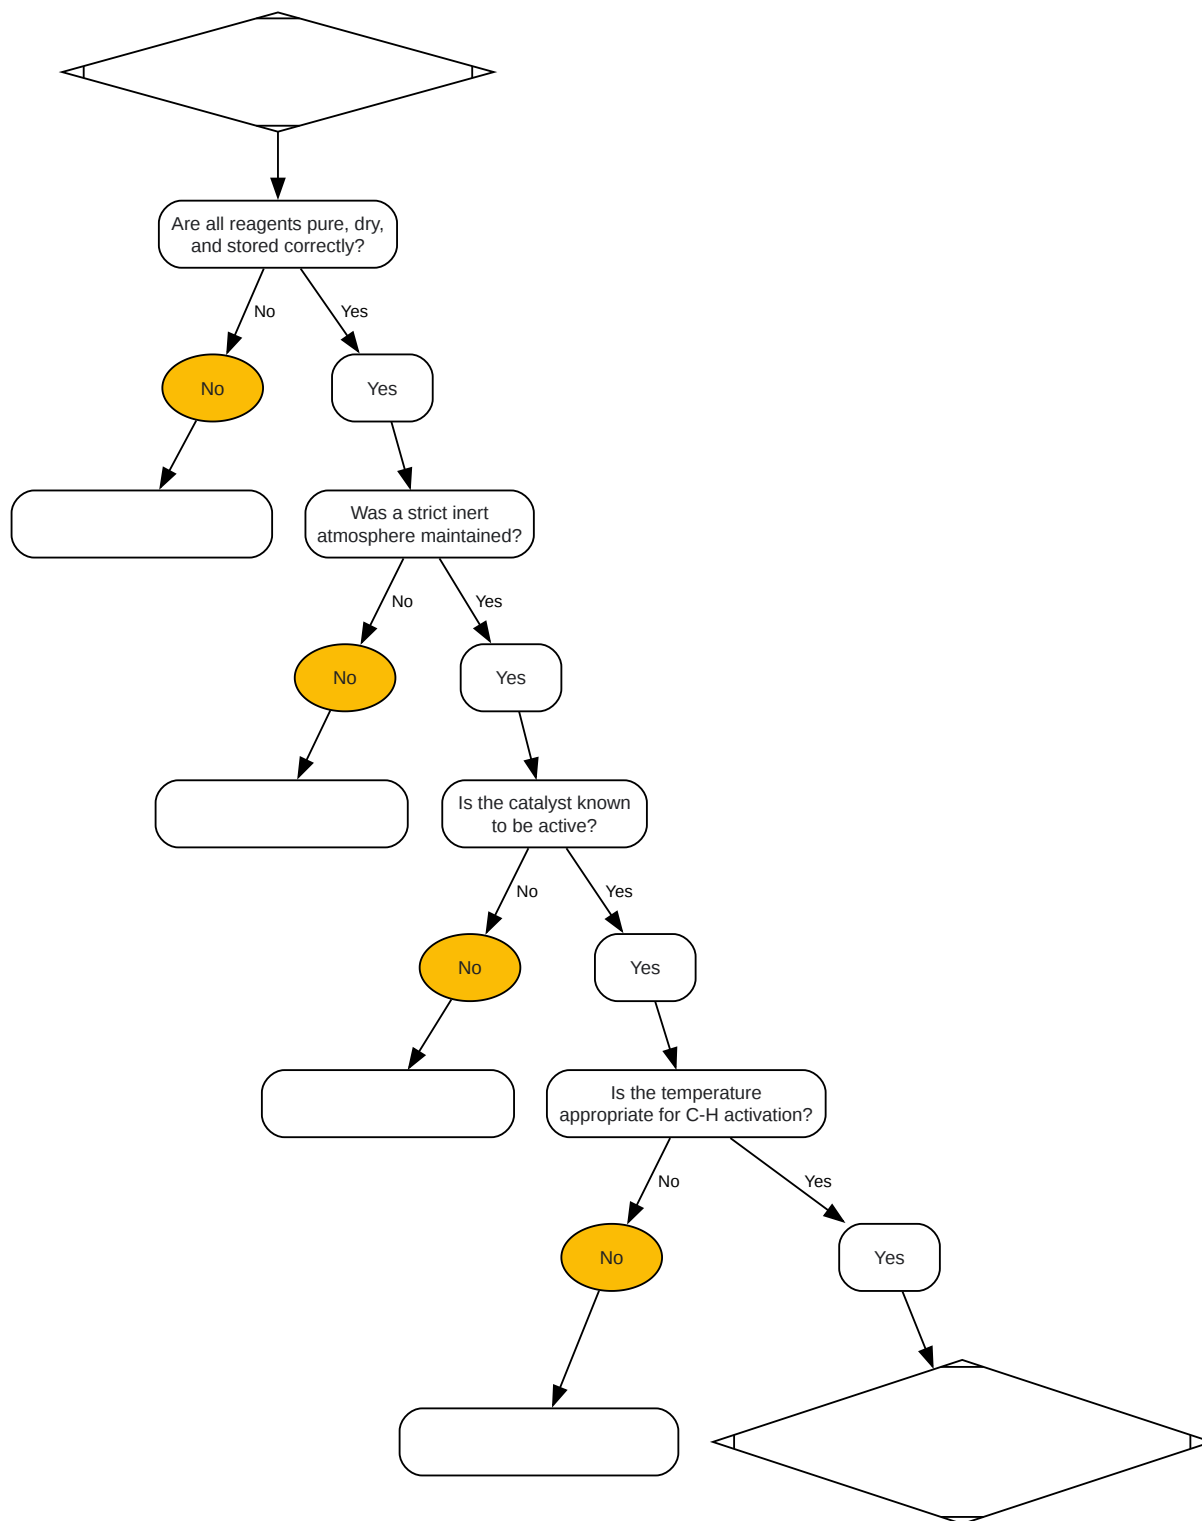 Are all reagents pure, dry,
and stored correctly?
No
Yes
No
Yes
Was a strict inert
atmosphere maintained?
No
Yes
No
Yes
Is the catalyst known
to be active?
No
Yes
No
Yes
Is the temperature
appropriate for C-H activation?
No
Yes
No
Yes